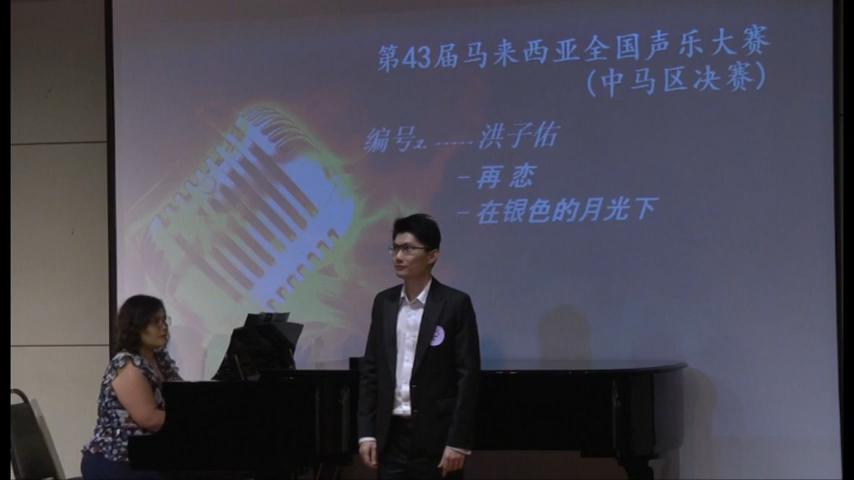 第43届马来西亚全国声乐大赛
(中马区决赛)
编号2. ----- 洪子佑
- 再 恋
- 在银色的月光下